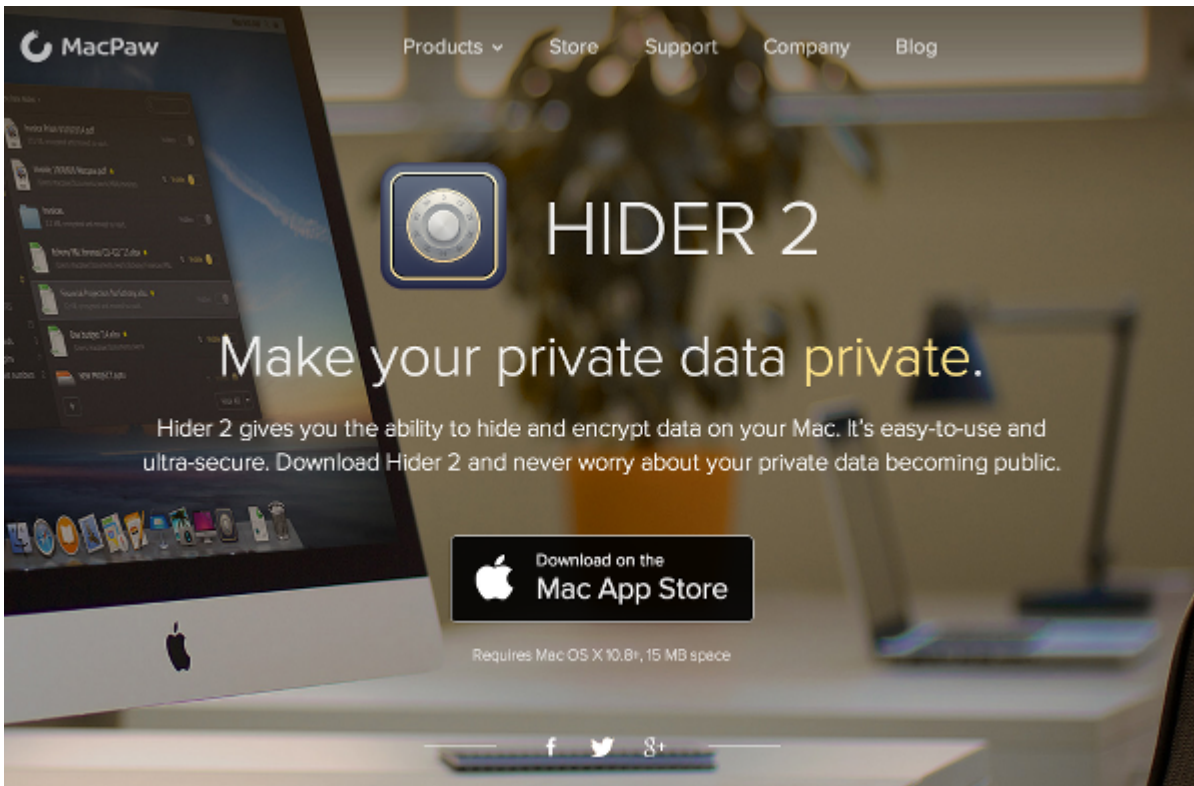 MacPaw
Products Store Support Company Blog
HIDER 2
Make your private data private.
Hider 2 gives you the ability to hide and encrypt data on your Mac. It's easy-to-use and
ultra-secure. Download Hider 2 and never worry about your private data becoming public.
Download on the
Mac App Store
Requires Mac OS X 10.8+, 15 MB space
f g+